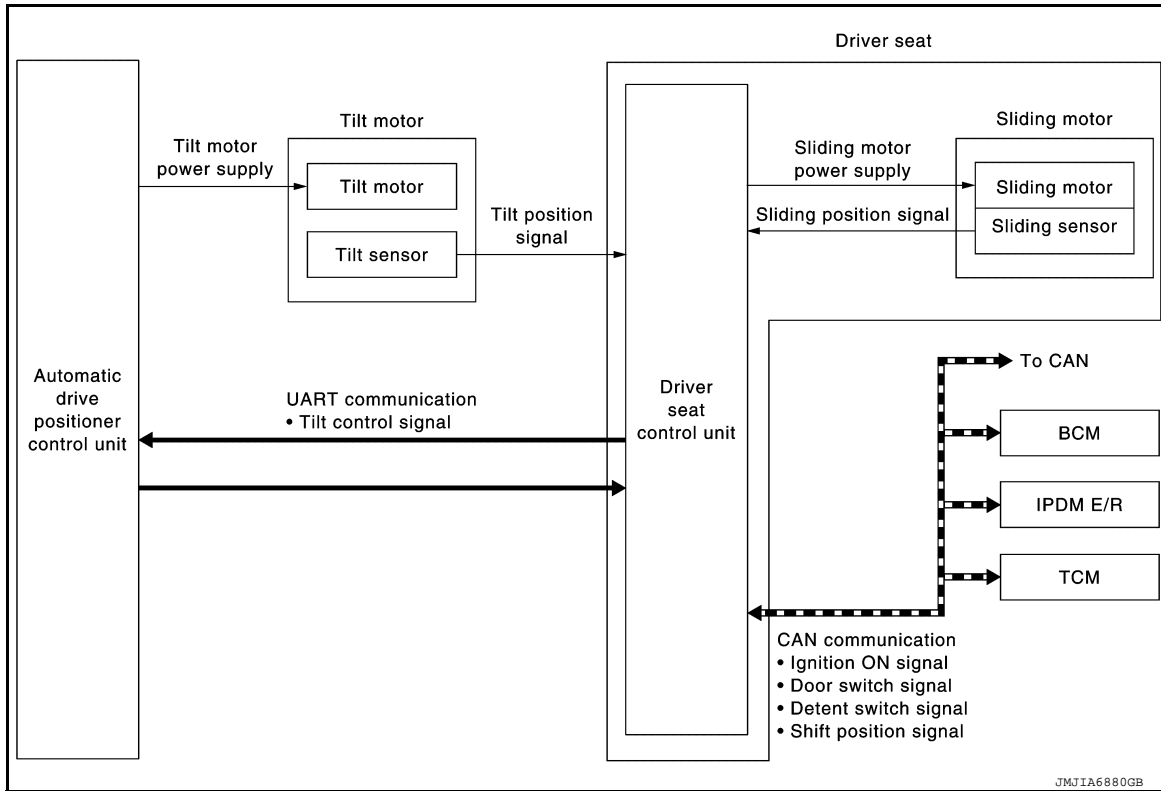 Driver seat
Tilt motor
Sliding motor
Tilt motor
power supply
Sliding motor
power supply
Tilt motor
Sliding motor
Tilt position
signal
Sliding position signal
Sliding sensor
Tilt sensor
Automatic
drive
positioner
control unit
UART communication
• Tilt control signal
Driver
seat
control unit
To CAN
BCM
IPDM E/R
TCM
CAN communication
• Ignition ON signal
• Door switch signal
• Detent switch signal
• Shift position signal
JMJIA6880GB